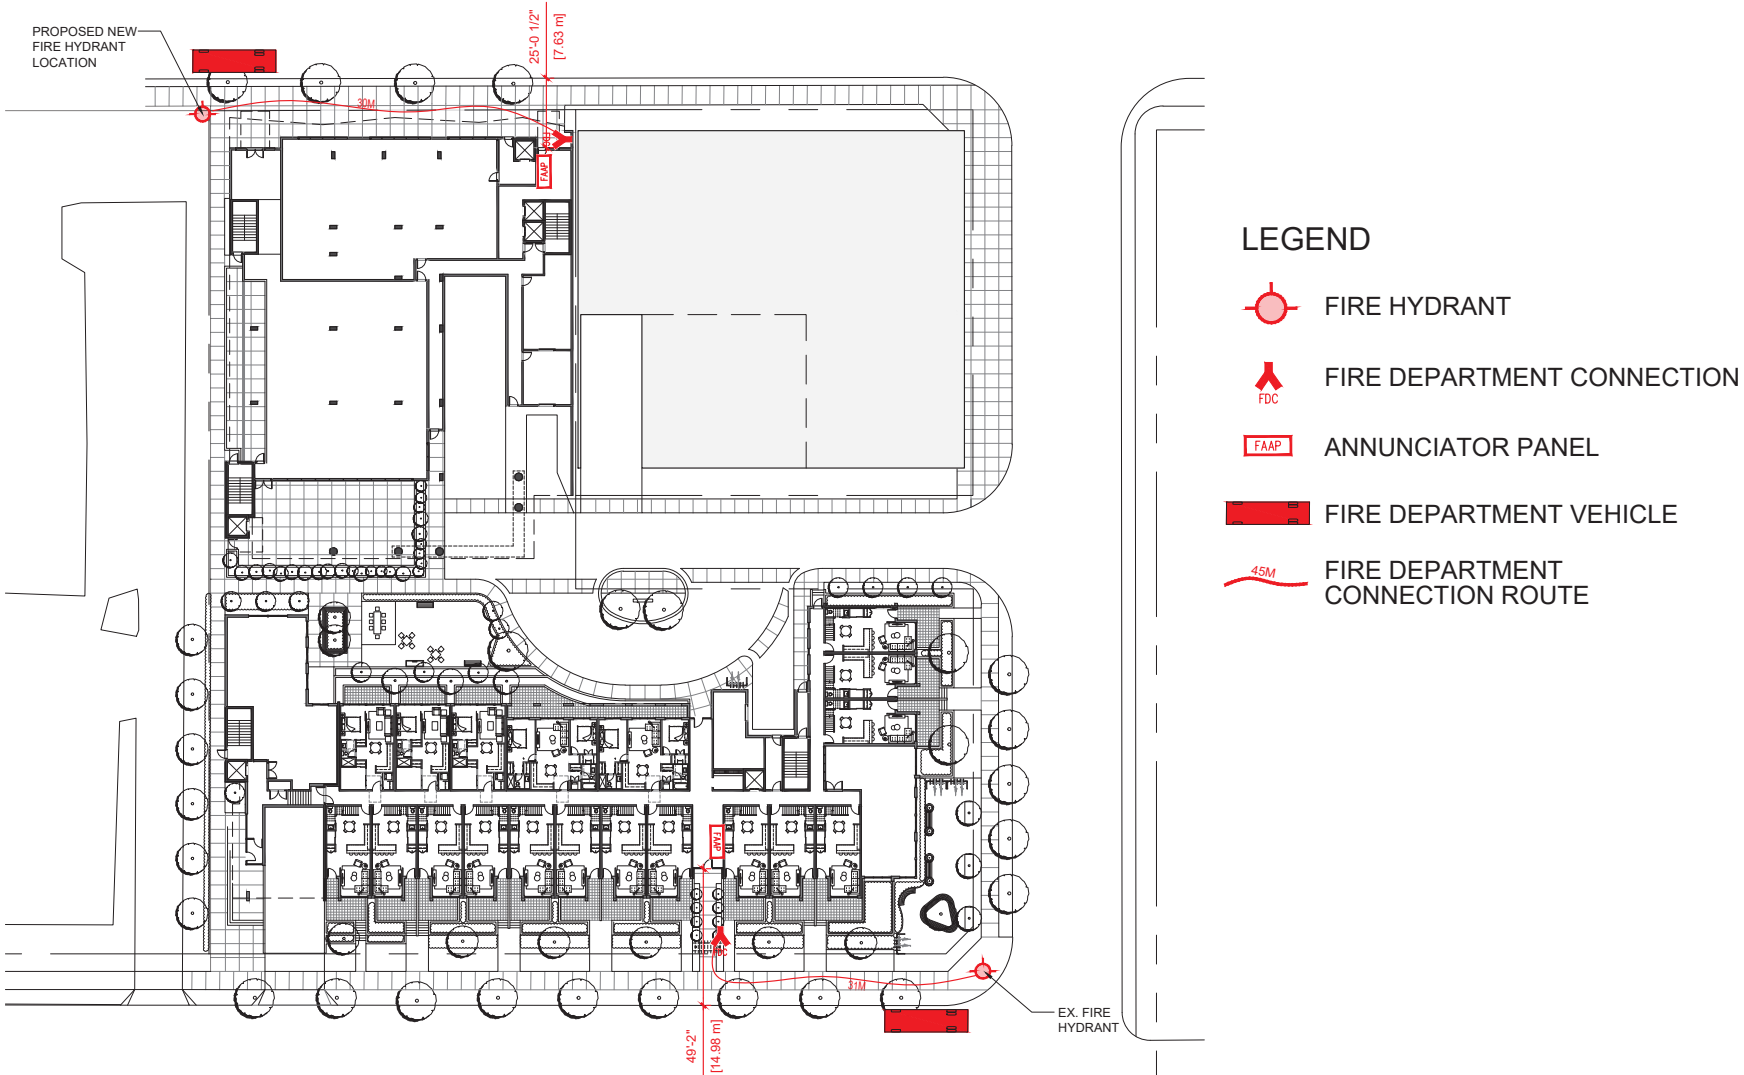 PROPOSED NEW
FIRE HYDRANT
LOCATION
25'-0 1/2"
[7.63 m]
30M
FDC
FAAP
LEGEND
FIRE HYDRANT
FDC
FIRE DEPARTMENT CONNECTION
FAAP
ANNUNCIATOR PANEL
FIRE DEPARTMENT VEHICLE
45M
FIRE DEPARTMENT
CONNECTION ROUTE
FAAP
FDC
31M
EX. FIRE
HYDRANT
49'-2"
[14.98 m]